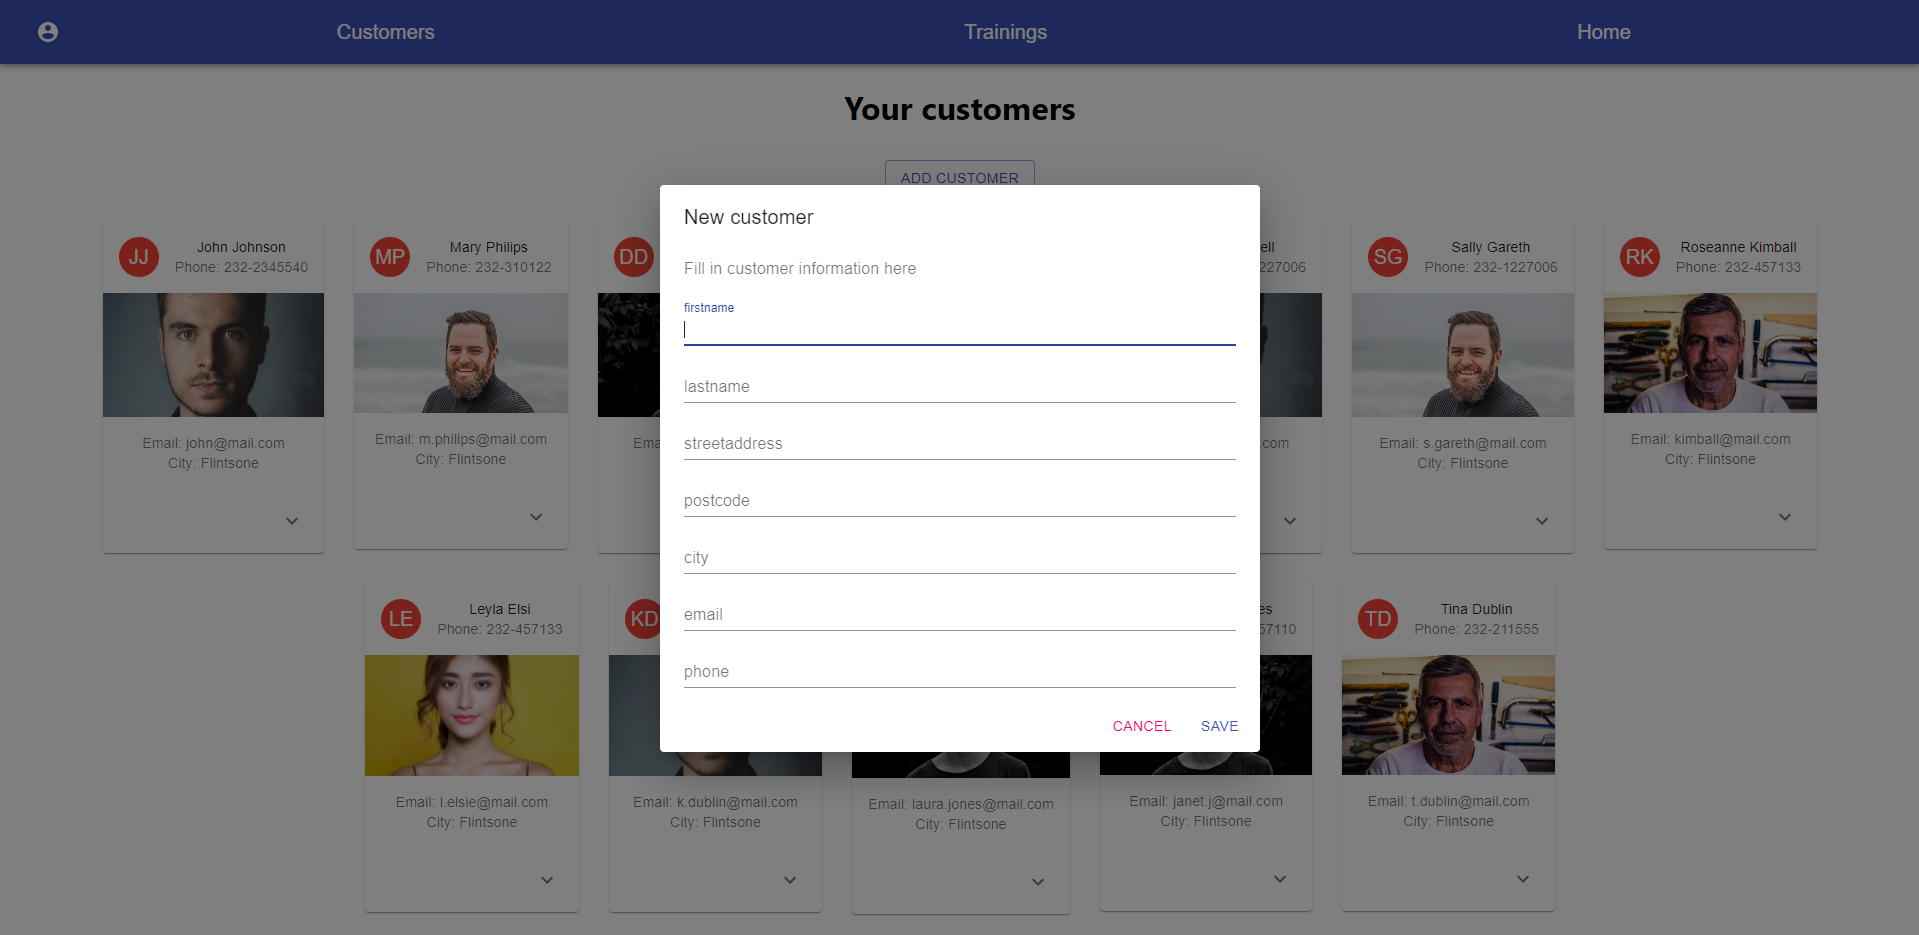 Customers
Trainings
Home
Your customers
ADD CUSTOMER
New customer
Fill in customer information here
firstname
lastname
streetaddress
postcode
city
email
phone
CANCEL
SAVE
JJ
John Johnson
Phone: 232-2345540
Email: john@mail.com
City: Flintsone
MP
Mary Philips
Phone: 232-310122
Email: m.philips@mail.com
City: Flintsone
DD
Ema
ell
227006
.com
SG
Sally Gareth
Phone: 232-1227006
Email: s.gareth@mail.com
City: Flintsone
RK
Roseanne Kimball
Phone: 232-457133
Email: kimball@mail.com
City: Flintsone
LE
Leyla Elsi
Phone: 232-457133
Email: l.elsie@mail.com
City: Flintsone
KD
Email: k.dublin@mail.com
City: Flintsone
Email: laura.jones@mail.com
City: Flintsone
es
57110
Email: janet.j@mail.com
City: Flintsone
TD
Tina Dublin
Phone: 232-211555
Email: t.dublin@mail.com
City: Flintsone